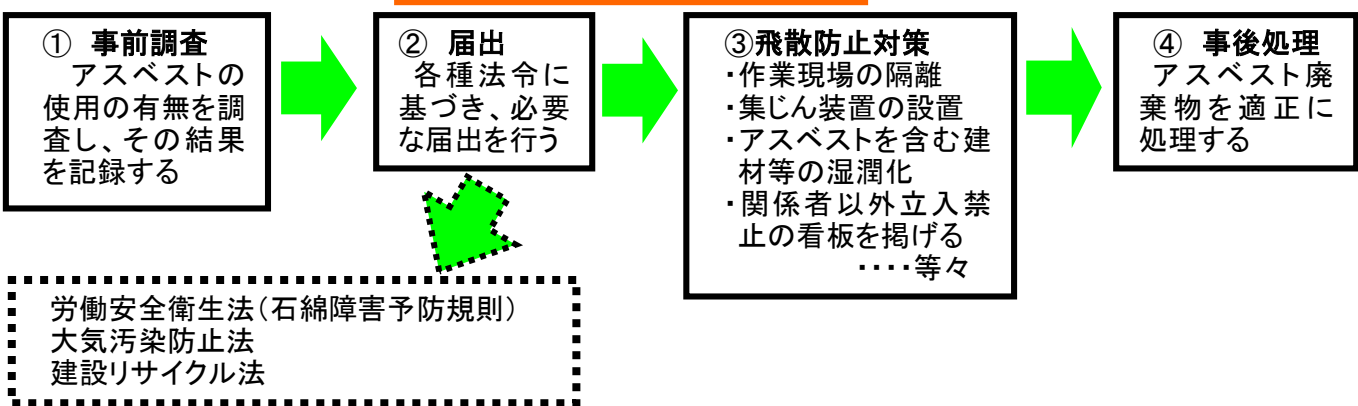 ① 事前調査
アスベストの
使用の有無を調
査し、その結果
を記録する
② 届出
各種法令に
基づき、必要
な届出を行う
③飛散防止対策
・作業現場の隔離
・集じん装置の設置
・アスベストを含む建
材等の湿潤化
・関係者以外立入禁
止の看板を掲げる
・・・・等々
④ 事後処理
アスベスト廃
棄物を適正に
処理する
労働安全衛生法(石綿障害予防規則)
大気汚染防止法
建設リサイクル法